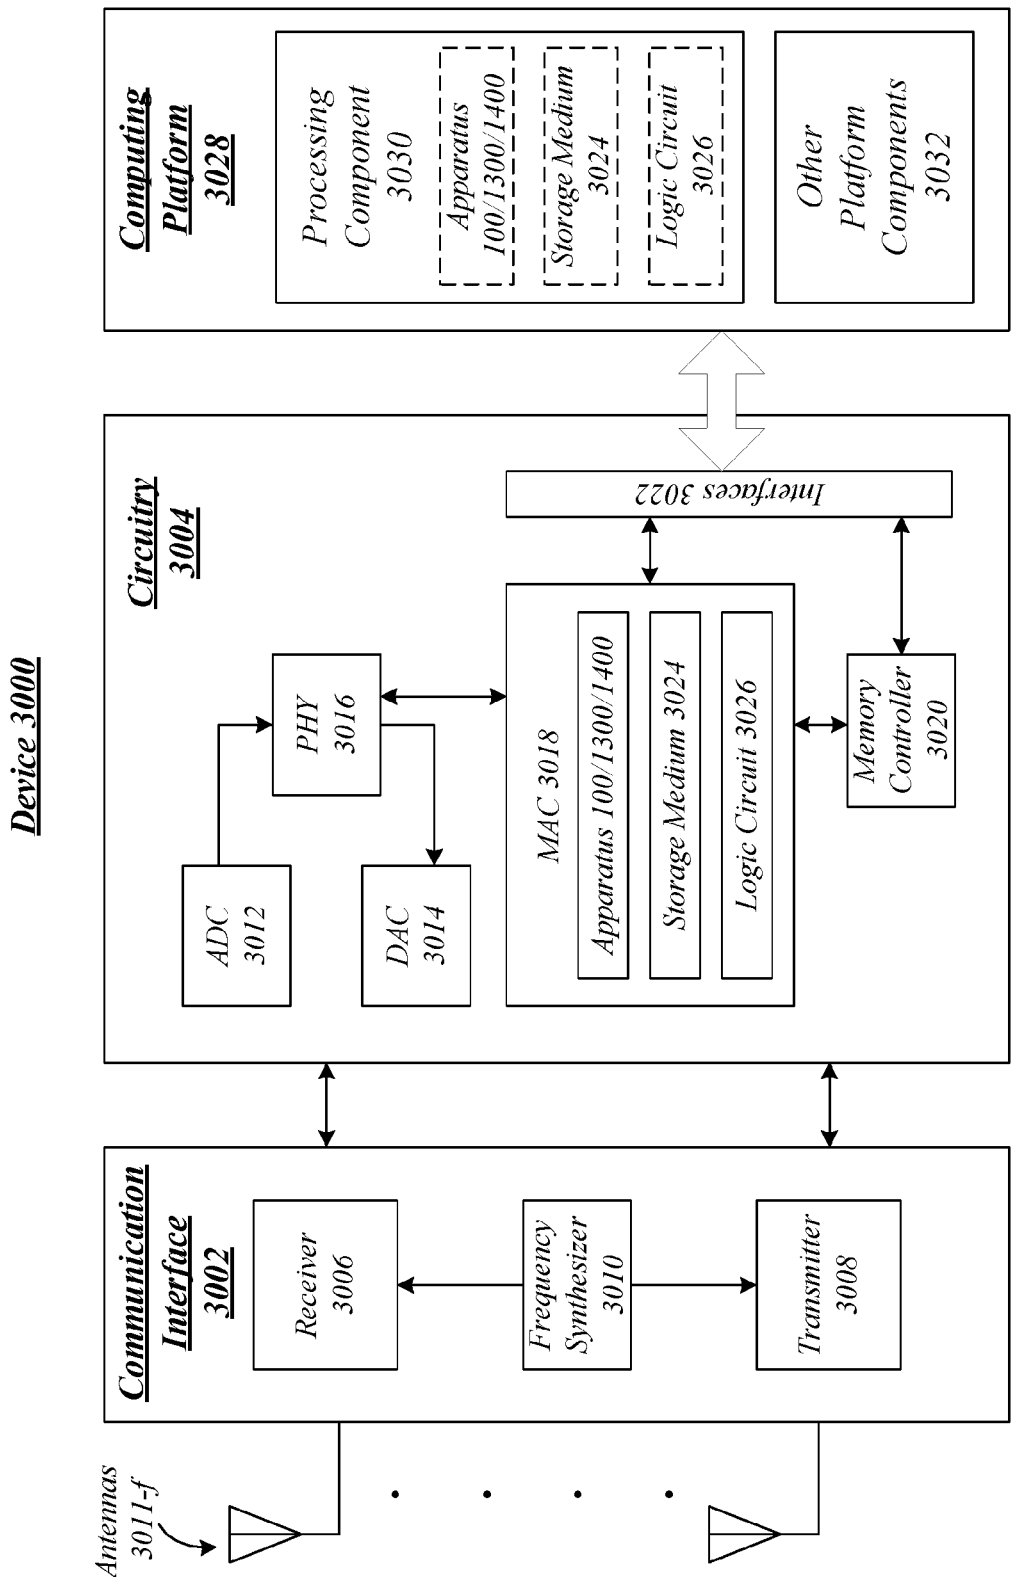 Device 3000
Antennas
3011-f
Communication
Interface
3002
Receiver
3006
Frequency
Synthesizer
3010
Transmitter
3008
Circuitry
3004
ADC
3012
PHY
3016
DAC
3014
MAC 3018
Apparatus 100/1300/1400
Storage Medium 3024
Logic Circuit 3026
Memory
Controller
3020
Interfaces 3022
Computing
Platform
3028
Processing
Component
3030
Apparatus
100/1300/1400
Storage Medium
3024
Logic Circuit
3026
Other
Platform
Components
3032